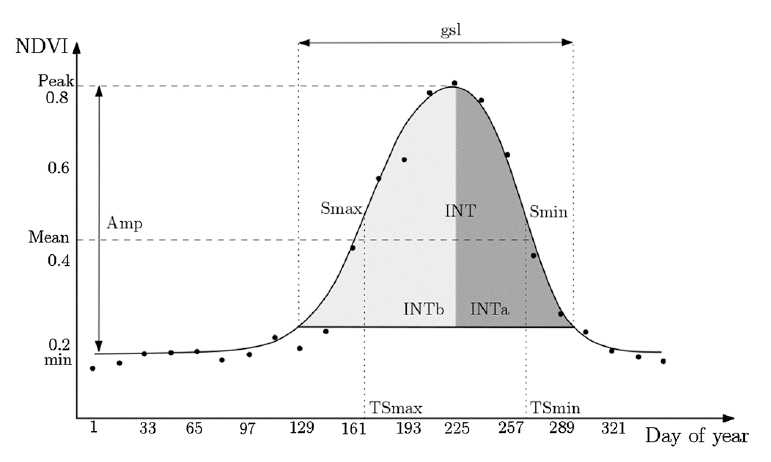 gsl
NDVI
Peak
0.8
0.6
Smax
INT
Smin
Amp
Mean
0.4
INTb
INTa
0.2
min
TSmax
TSmin
1 33 65 97 129 161 193 225 257 289 321
Day of year